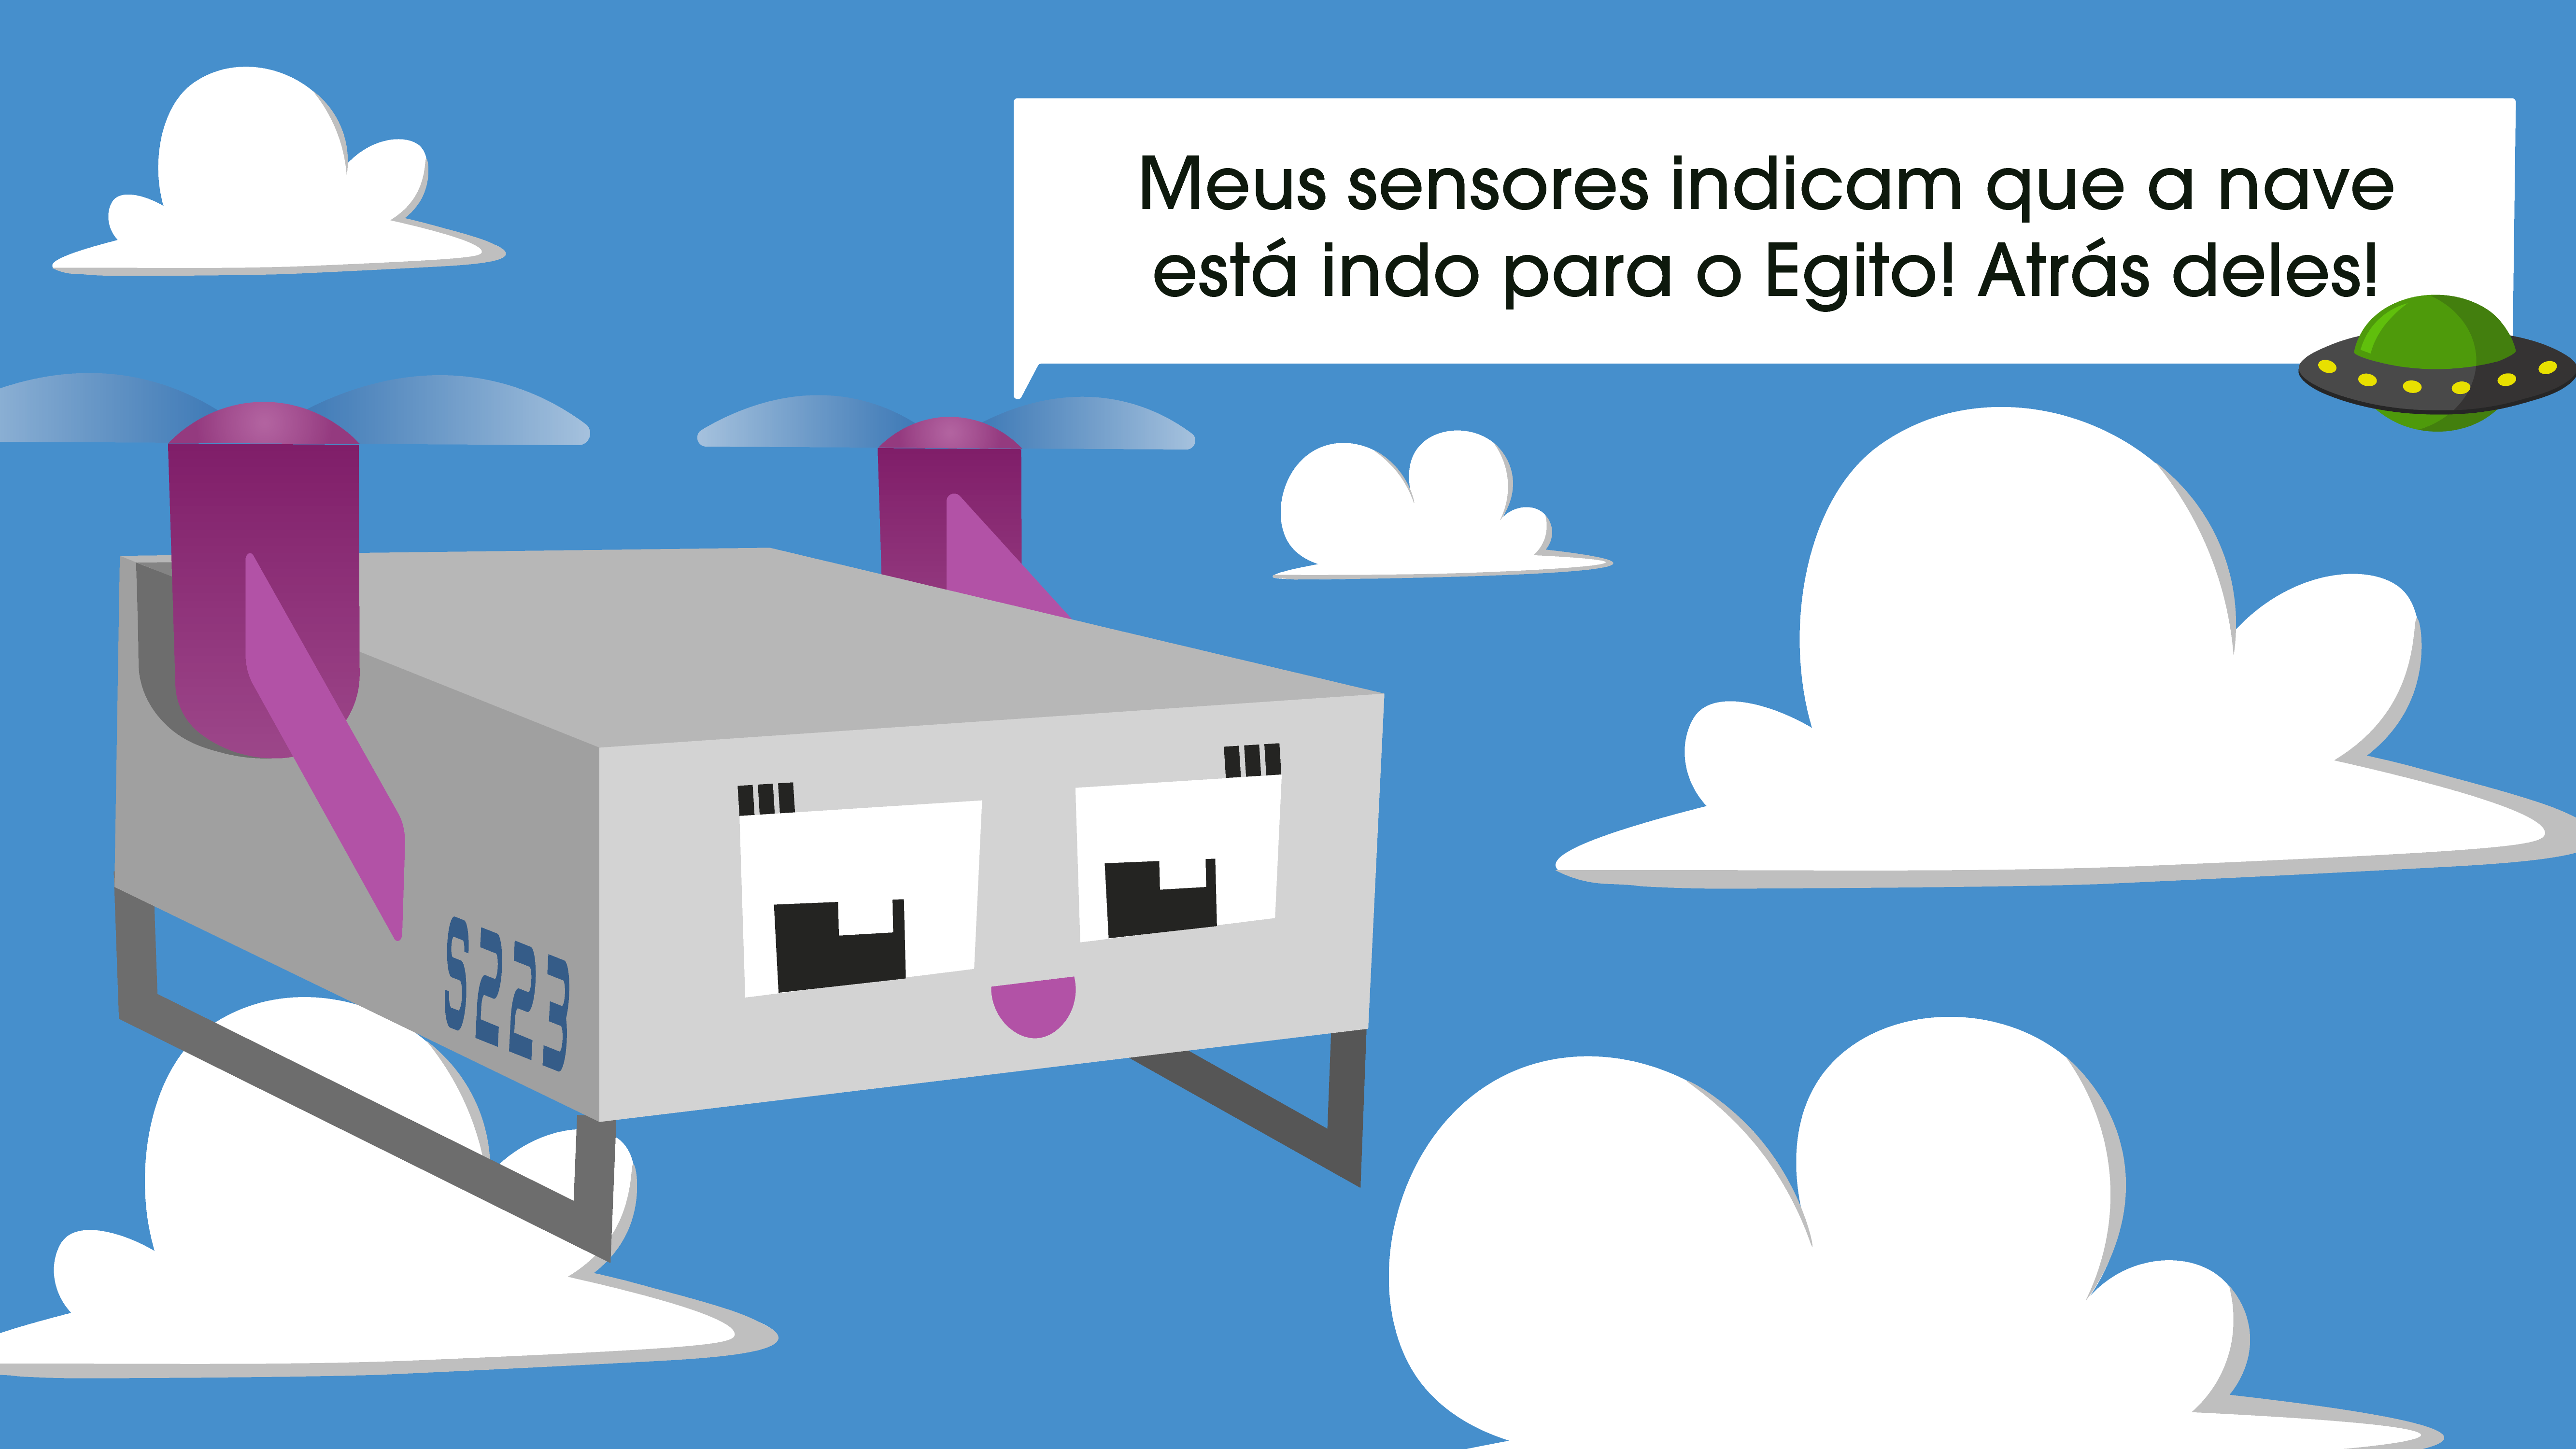 Meus sensores indicam que a nave
está indo para o Egito! Atrás deles!
S223